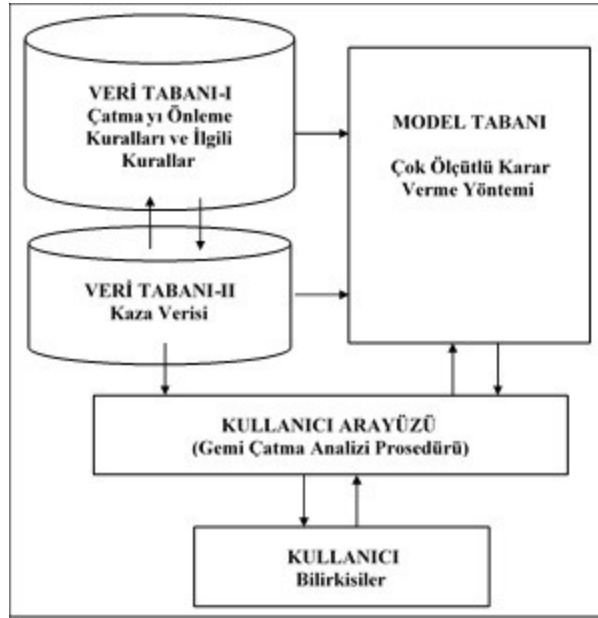 VERİ TABANI-I
Çatma yı Önleme
Kuralları ve İlgili
Kurallar
MODEL TABANI
Çok Ölçütlü Karar
Verme Yöntemi
VERİ TABANI-II
Kaza Verisi
KULLANICI ARAYÜZÜ
(Gemi Çatma Analizi Prosedürü)
KULLANICI
Bilirkisiler